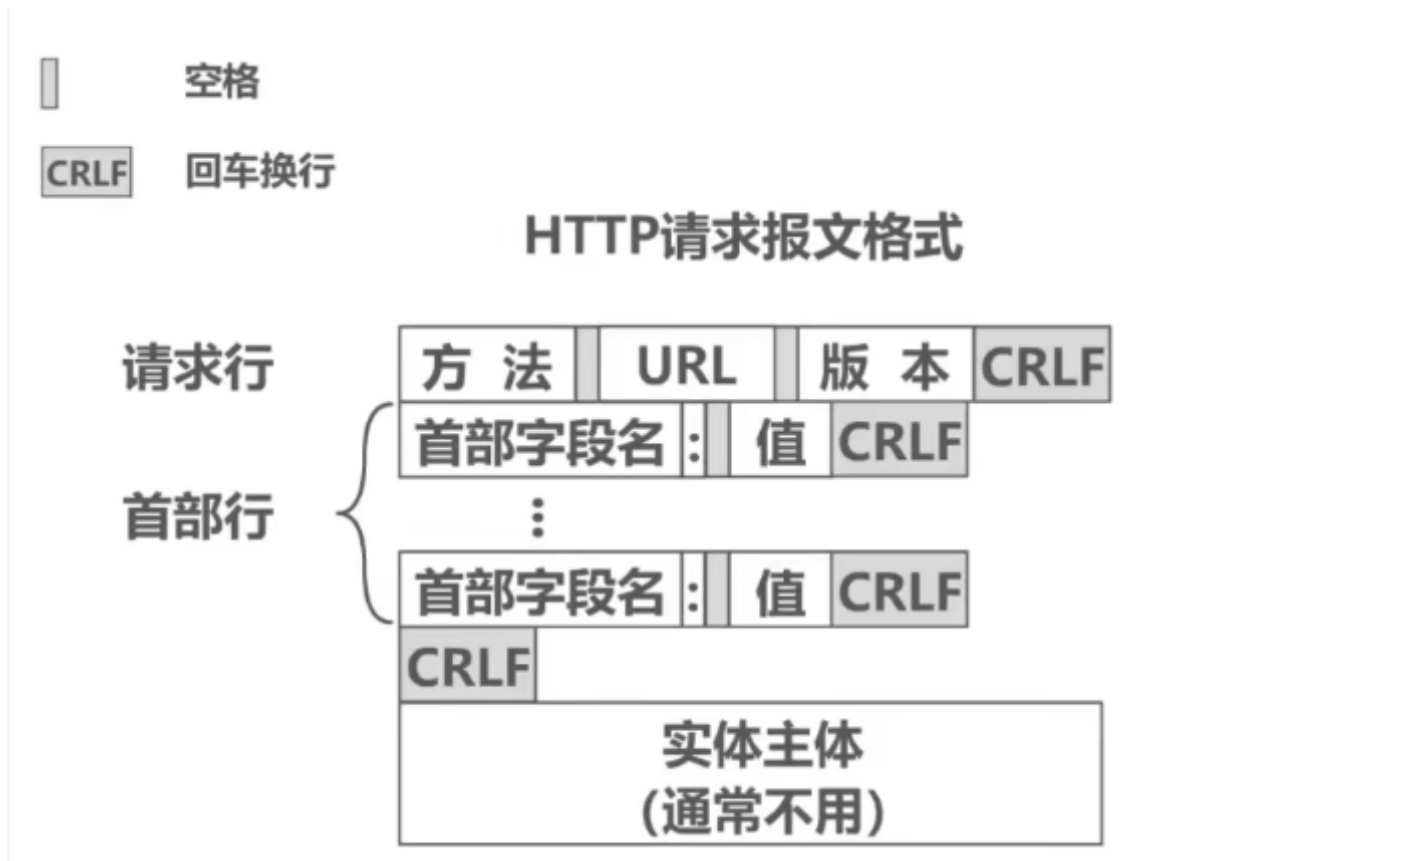 空格
CRLF 回车换行
HTTP请求报文格式
请求行 方 法 URL 版 本 CRLF
首部字段名 : 值 CRLF
首部行 ⋮
首部字段名 : 值 CRLF
CRLF
实体主体
(通常不用)